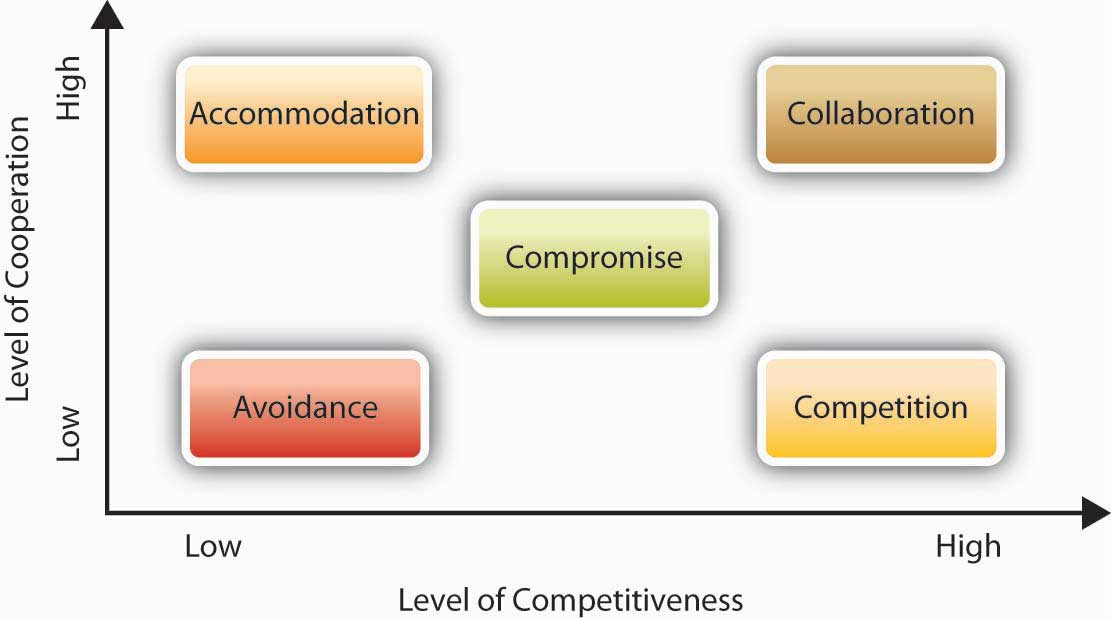 High
Accommodation
Collaboration
Level of Cooperation
Compromise
Low
Avoidance
Competition
Low
High
Level of Competitiveness